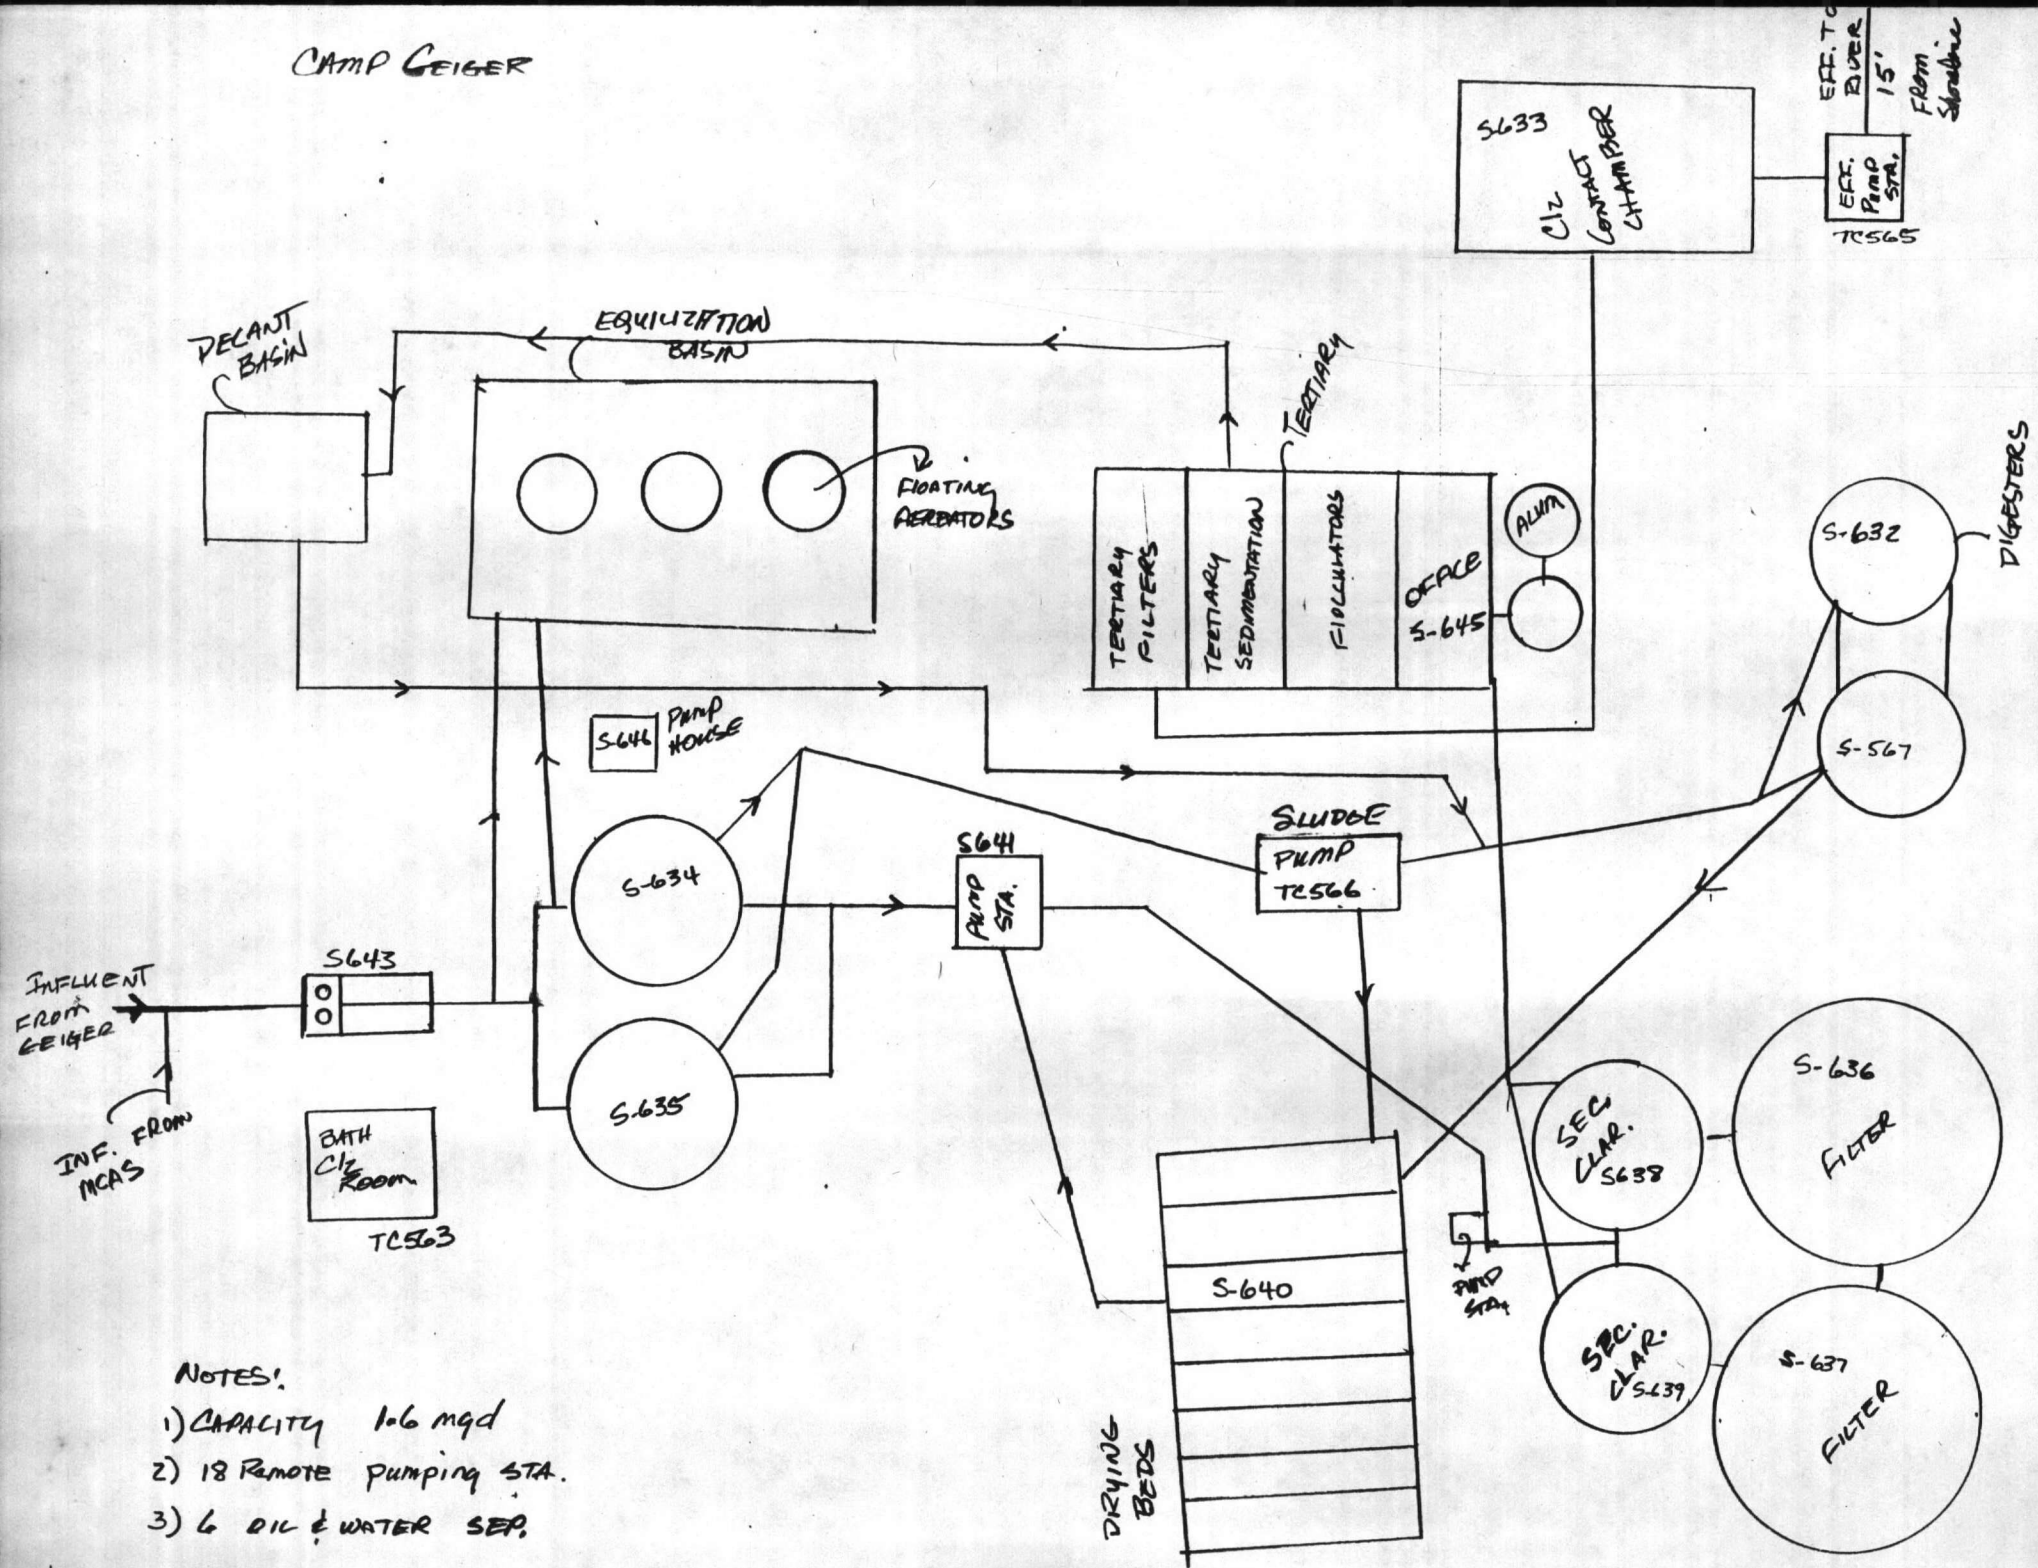 CAMP GEIGER
EFF. TO
RIVER
15'
FROM
Shoreline
S633
Cl2
CONTACT
CHAMBER
EFF.
PUMP
STA.
TC565
DECANT
BASIN
EQUILIZATION
BASIN
FLOATING
AEREATORS
TERTIARY
TERTIARY
FILTERS
TERTIARY
SEDIMENTATION
FLOCCULATORS
OFFICE
S-645
ALUM
S-632
DIGESTERS
S-567
S-646
PUMP
HOUSE
SLUDGE
PUMP
TC566
S-634
S641
PUMP
STA.
S643
INFLUENT
FROM
GEIGER
INF. FROM
MCAS
BATH
Cl2
ROOM
TC563
S-635
S-636
FILTER
SEC.
CLAR.
S638
PUMP
STA.
S-640
DRYING
BEDS
SEC.
CLAR.
S-639
S-637
FILTER
NOTES:
1) CAPACITY 1.6 mgd
2) 18 Remote pumping STA.
3) 6 OIL & WATER SEP.